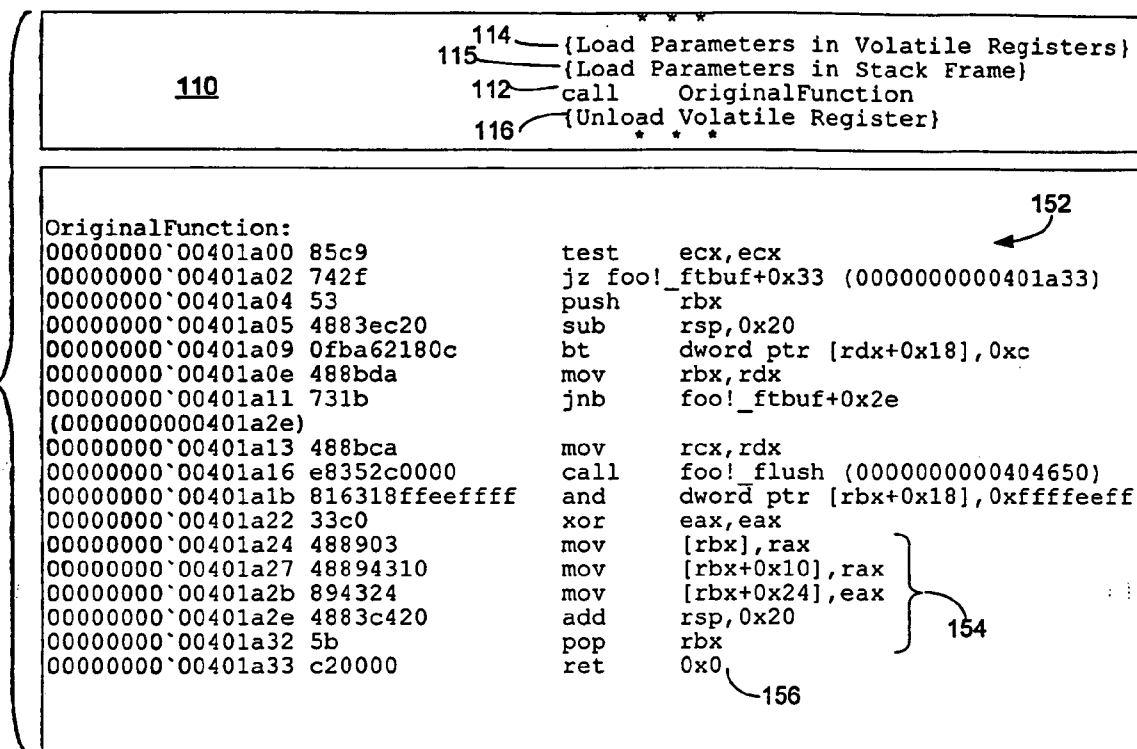 * * *
114 {Load Parameters in Volatile Registers}
115 {Load Parameters in Stack Frame}
110
112 call OriginalFunction
116 {Unload Volatile Register}
* * *
152
OriginalFunction:
00000000`00401a00 85c9 test ecx,ecx
00000000`00401a02 742f jz foo!_ftbuf+0x33 (0000000000401a33)
00000000`00401a04 53 push rbx
00000000`00401a05 4883ec20 sub rsp,0x20
00000000`00401a09 0fba62180c bt dword ptr [rdx+0x18],0xc
00000000`00401a0e 488bda mov rbx,rdx
00000000`00401a11 731b jnb foo!_ftbuf+0x2e
(0000000000401a2e)
00000000`00401a13 488bca mov rcx,rdx
00000000`00401a16 e8352c0000 call foo!_flush (0000000000404650)
00000000`00401a1b 816318ffeeffff and dword ptr [rbx+0x18],0xffffeeff
00000000`00401a22 33c0 xor eax,eax
00000000`00401a24 488903 mov [rbx],rax
00000000`00401a27 48894310 mov [rbx+0x10],rax
00000000`00401a2b 894324 mov [rbx+0x24],eax
00000000`00401a2e 4883c420 add rsp,0x20
154
00000000`00401a32 5b pop rbx
00000000`00401a33 c20000 ret 0x0
156